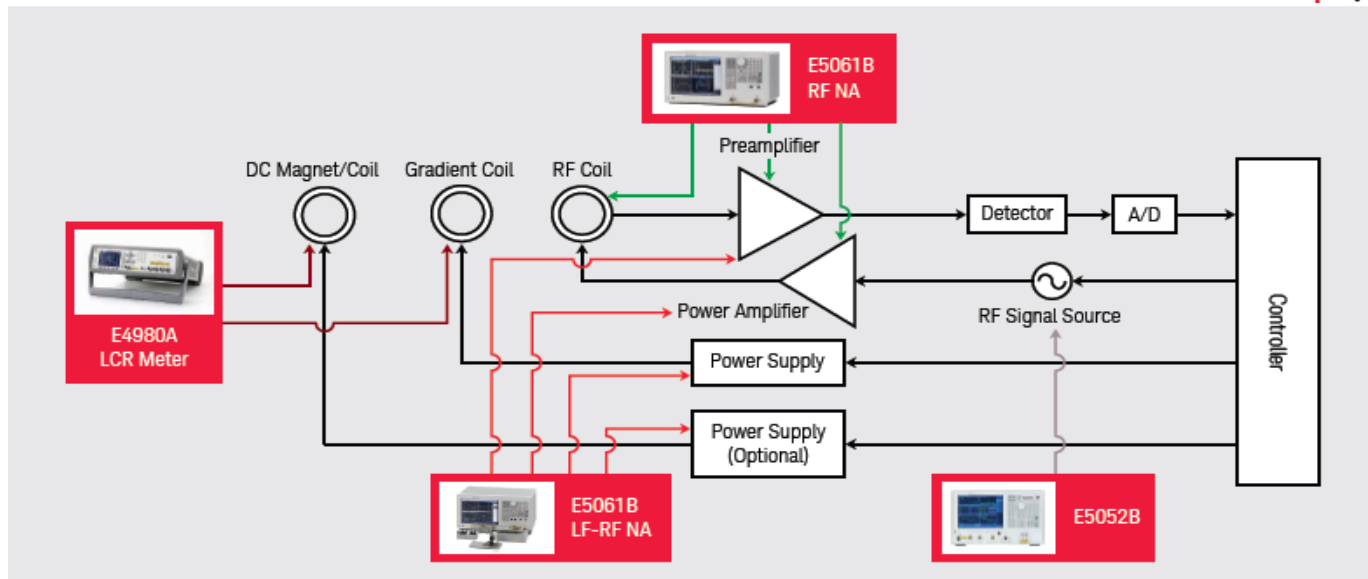 E5061B
RF NA
Preamplifier
DC Magnet/Coil
Gradient Coil
RF Coil
Detector
A/D
E4980A
LCR Meter
Power Amplifier
RF Signal Source
Controller
Power Supply
Power Supply
(Optional)
E5061B
LF-RF NA
E5052B